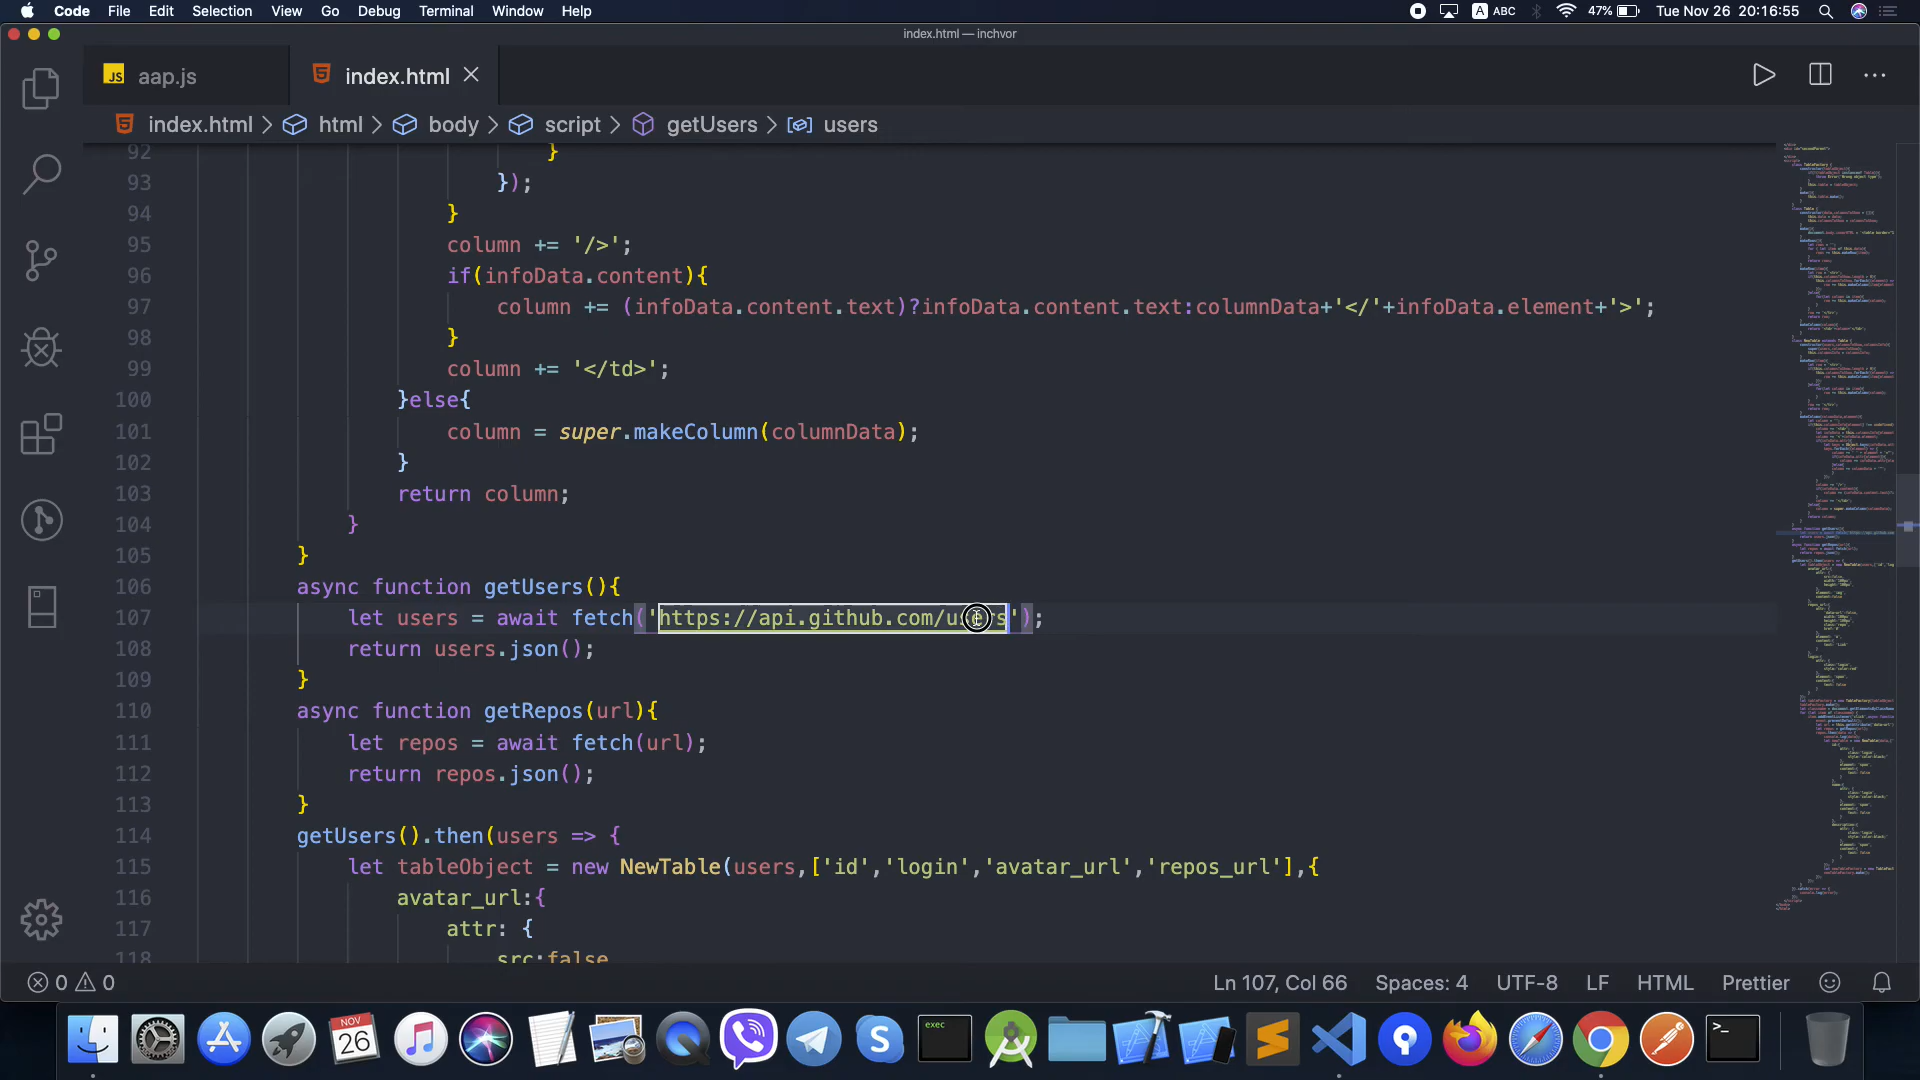 Code File Edit Selection View Go Debug Terminal Window Help A ABC 47% Tue Nov 26 20:16:55
index.html — inchvor
JS aap.js index.html
index.html > html > body > script > getUsers > users
92 }
93 });
94 }
95 column += '/>';
96 if(infoData.content){
97 column += (infoData.content.text)?infoData.content.text:columnData+'</'+infoData.element+'>';
98 }
99 column += '</td>';
100 }else{
101 column = super.makeColumn(columnData);
102 }
103 return column;
104 }
105 }
106 async function getUsers(){
107 let users = await fetch('https://api.github.com/users');
108 return users.json();
109 }
110 async function getRepos(url){
111 let repos = await fetch(url);
112 return repos.json();
113 }
114 getUsers().then(users => {
115 let tableObject = new NewTable(users,['id','login','avatar_url','repos_url'],{
116 avatar_url:{
117 attr: {
118 src:false
0 0 Ln 107, Col 66 Spaces: 4 UTF-8 LF HTML Prettier
NOV
26
exec